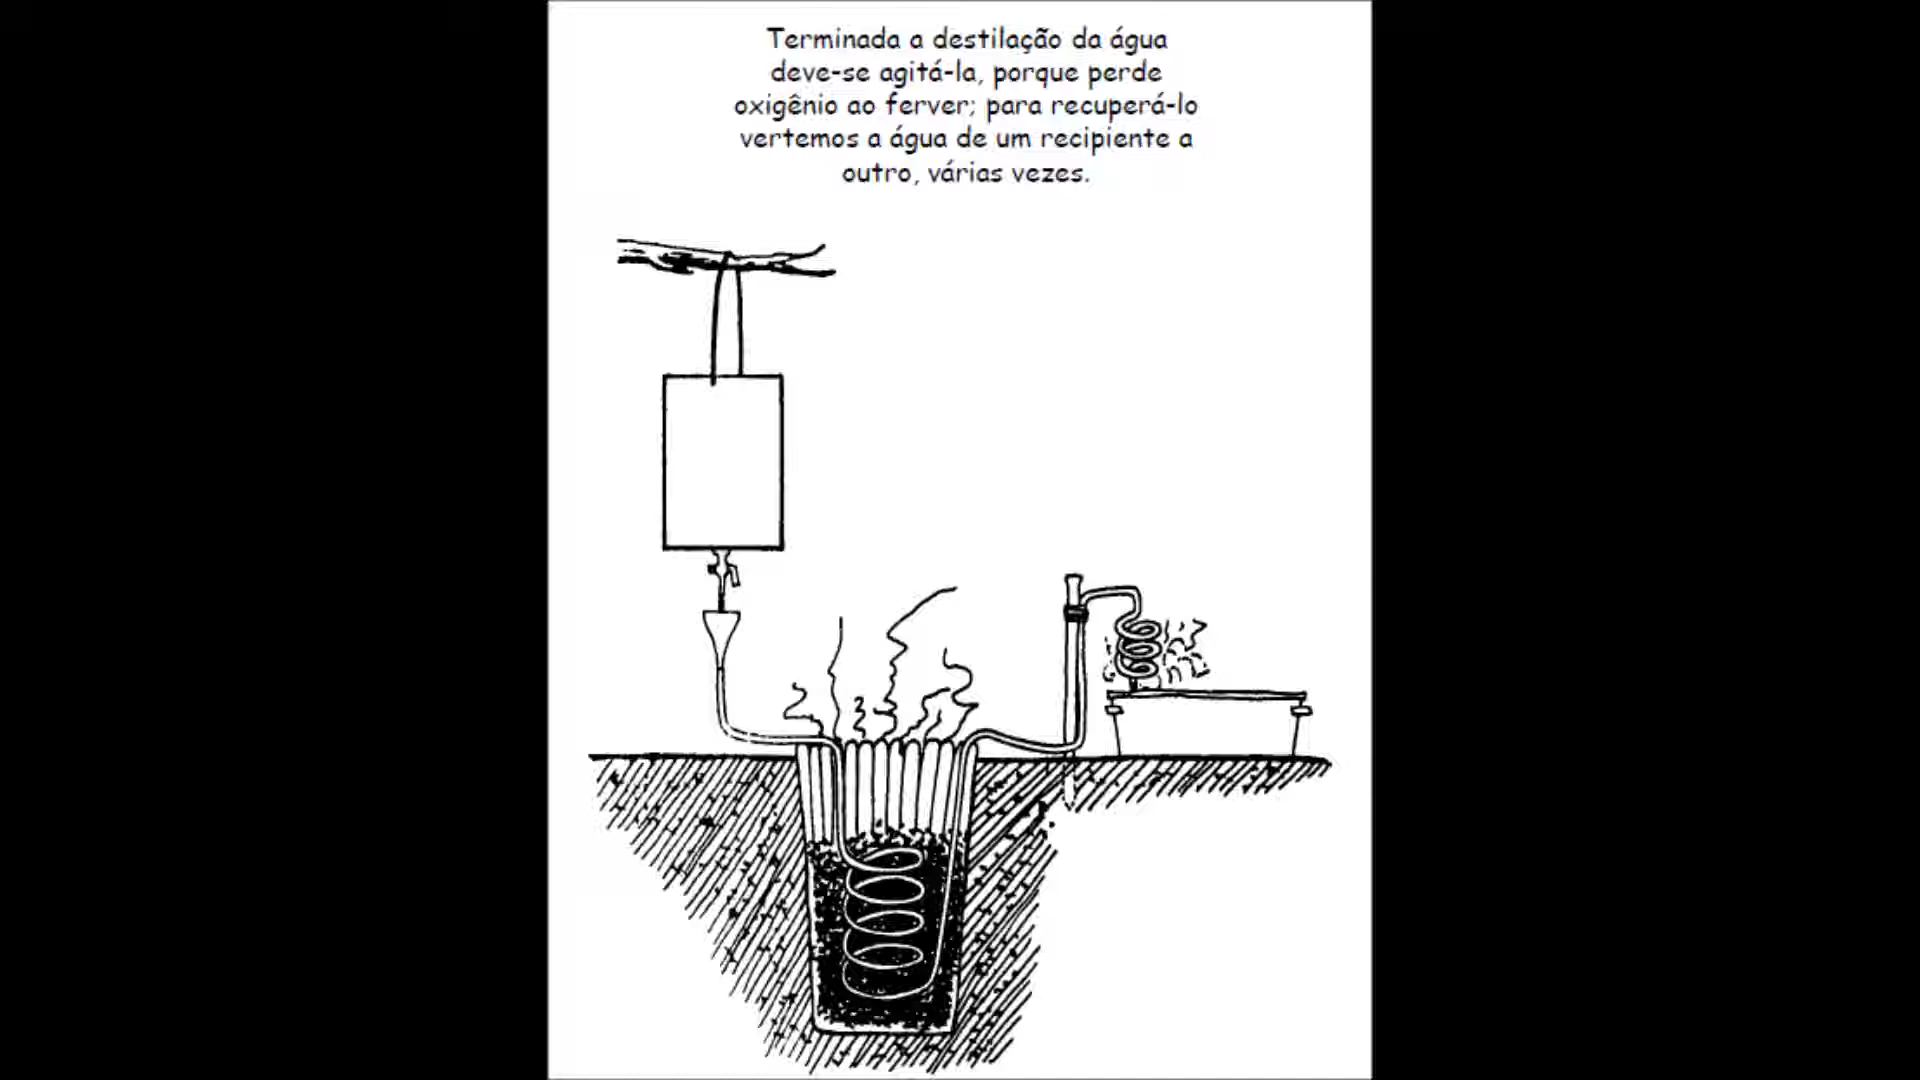 Terminada a destilação da água
deve-se agitá-la, porque perde
oxigênio ao ferver; para recuperá-lo
vertemos a água de um recipiente a
outro, várias vezes.